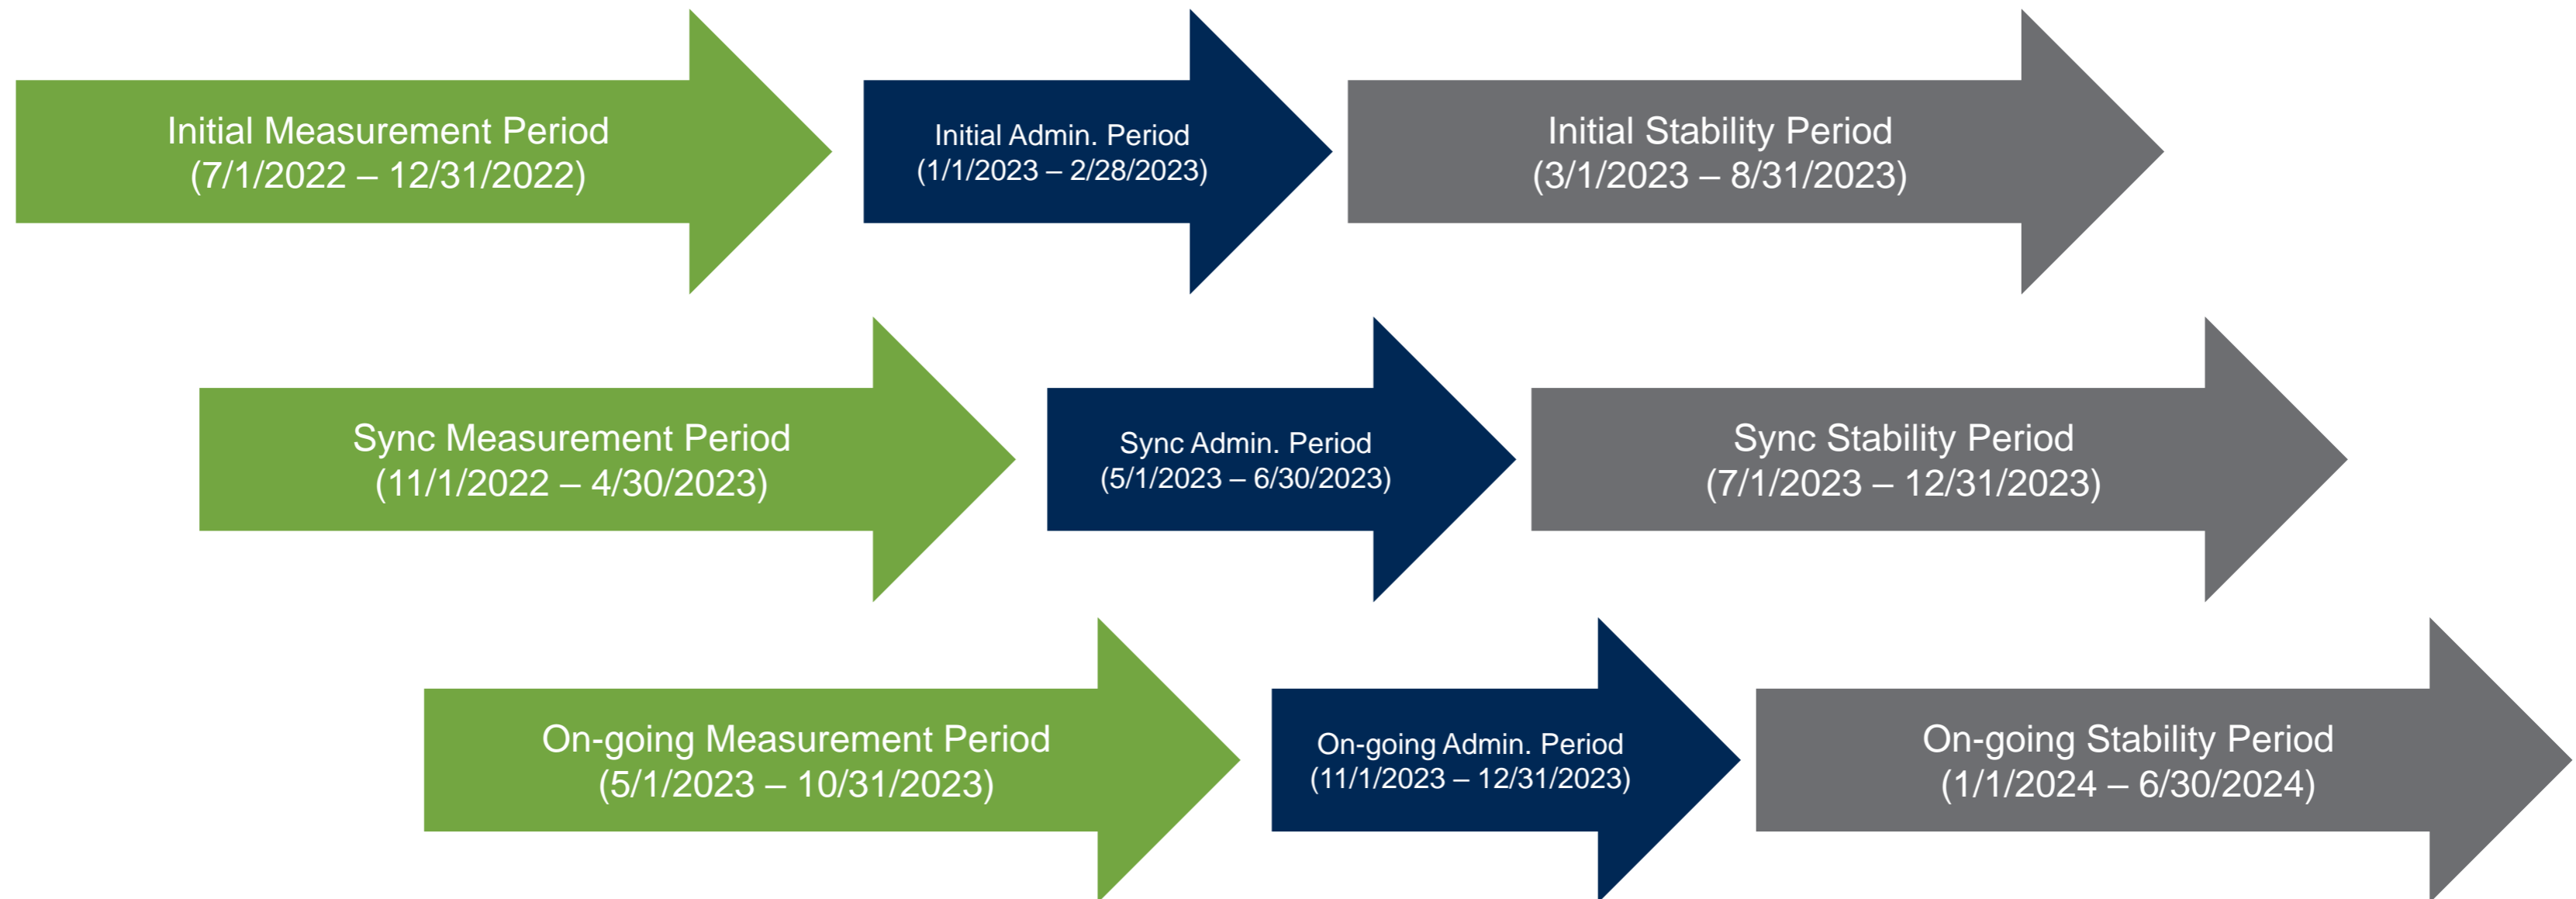 Initial Measurement Period
(7/1/2022 – 12/31/2022)
Initial Admin. Period
(1/1/2023 – 2/28/2023)
Initial Stability Period
(3/1/2023 – 8/31/2023)
Sync Measurement Period
(11/1/2022 – 4/30/2023)
Sync Admin. Period
(5/1/2023 – 6/30/2023)
Sync Stability Period
(7/1/2023 – 12/31/2023)
On-going Measurement Period
(5/1/2023 – 10/31/2023)
On-going Admin. Period
(11/1/2023 – 12/31/2023)
On-going Stability Period
(1/1/2024 – 6/30/2024)